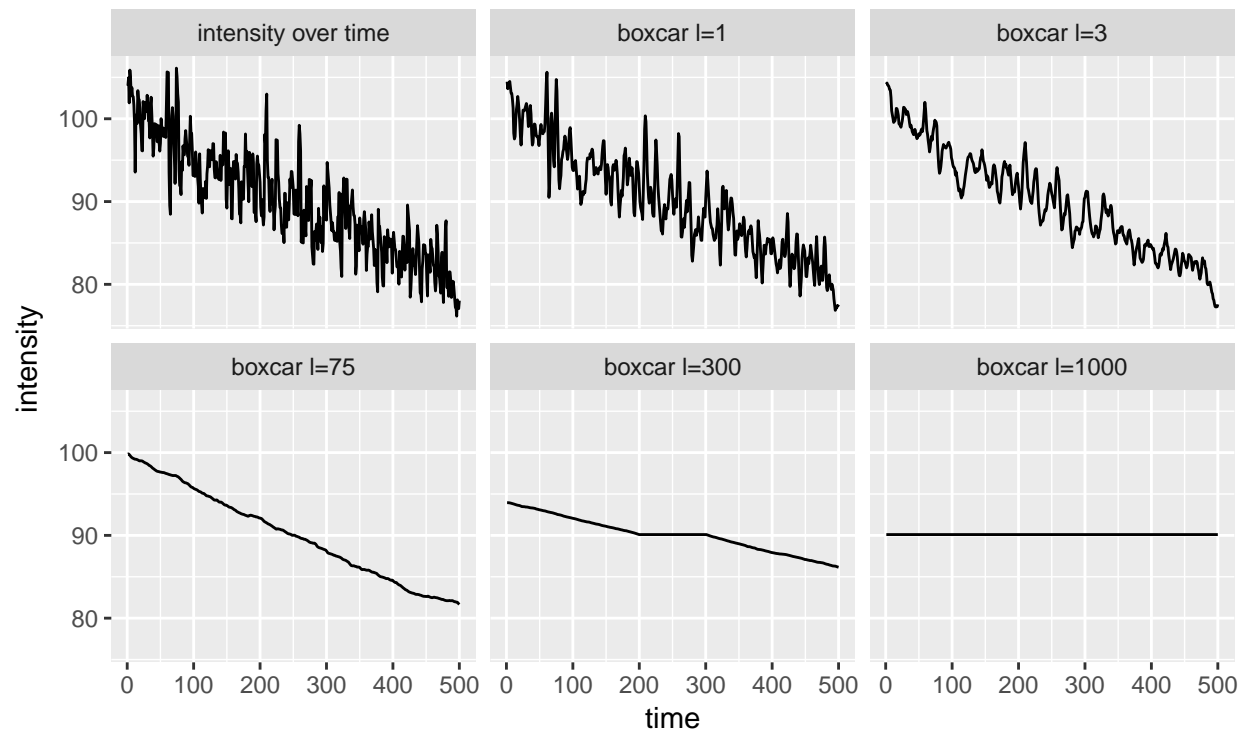 intensity over time
boxcar l=1
boxcar l=3
100
90
80
boxcar l=75
boxcar l=300
boxcar l=1000
100
90
80
0 100 200 300 400 500
0 100 200 300 400 500
0 100 200 300 400 500
intensity
time